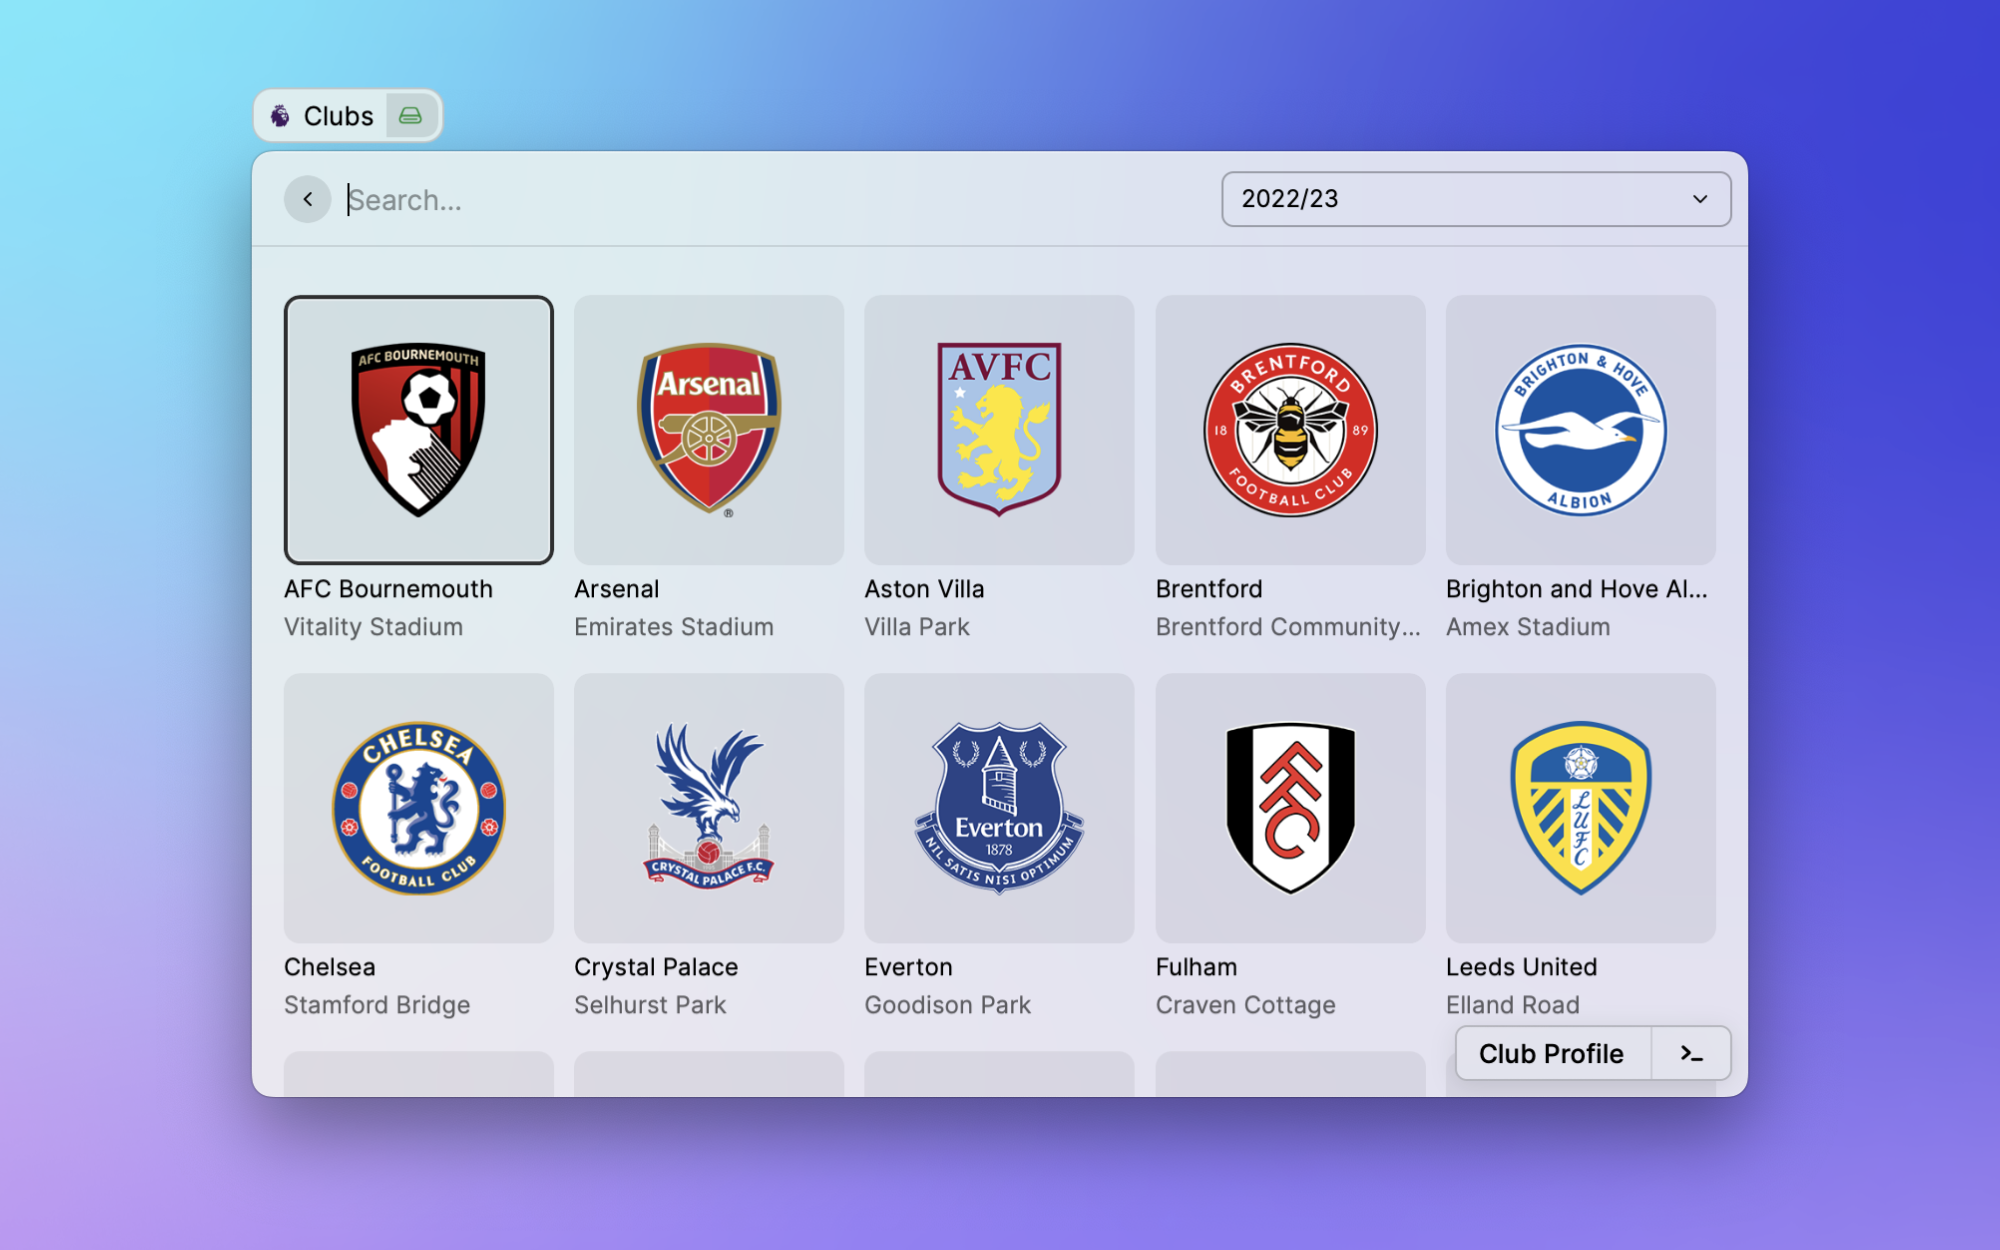 Clubs
Search...
2022/23
AFC BOURNEMOUTH
Arsenal
®
AVFC
BRENTFORD
18 89
FOOTBALL CLUB
BRIGHTON & HOVE
ALBION
AFC Bournemouth
Vitality Stadium
Arsenal
Emirates Stadium
Aston Villa
Villa Park
Brentford
Brentford Community...
Brighton and Hove Al...
Amex Stadium
CHELSEA
FOOTBALL CLUB
CRYSTAL PALACE F.C.
Everton
1878
NIL SATIS NISI OPTIMUM
FFC
LUFC
Chelsea
Stamford Bridge
Crystal Palace
Selhurst Park
Everton
Goodison Park
Fulham
Craven Cottage
Leeds United
Elland Road
Club Profile